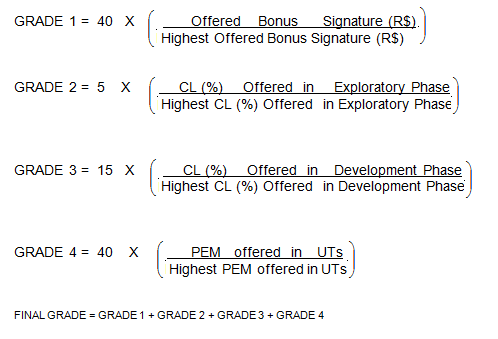 GRADE 1 = 40 X ( Offered Bonus Signature (R$). )
Highest Offered Bonus Signature (R$)
GRADE 2 = 5 X ( CL (%) Offered in Exploratory Phase )
Highest CL (%) Offered in Exploratory Phase
GRADE 3 = 15 X ( CL (%) Offered in Development Phase )
Highest CL (%) Offered in Development Phase
GRADE 4 = 40 X ( PEM offered in UTs )
Highest PEM offered in UTs
FINAL GRADE = GRADE 1 + GRADE 2 + GRADE 3 + GRADE 4